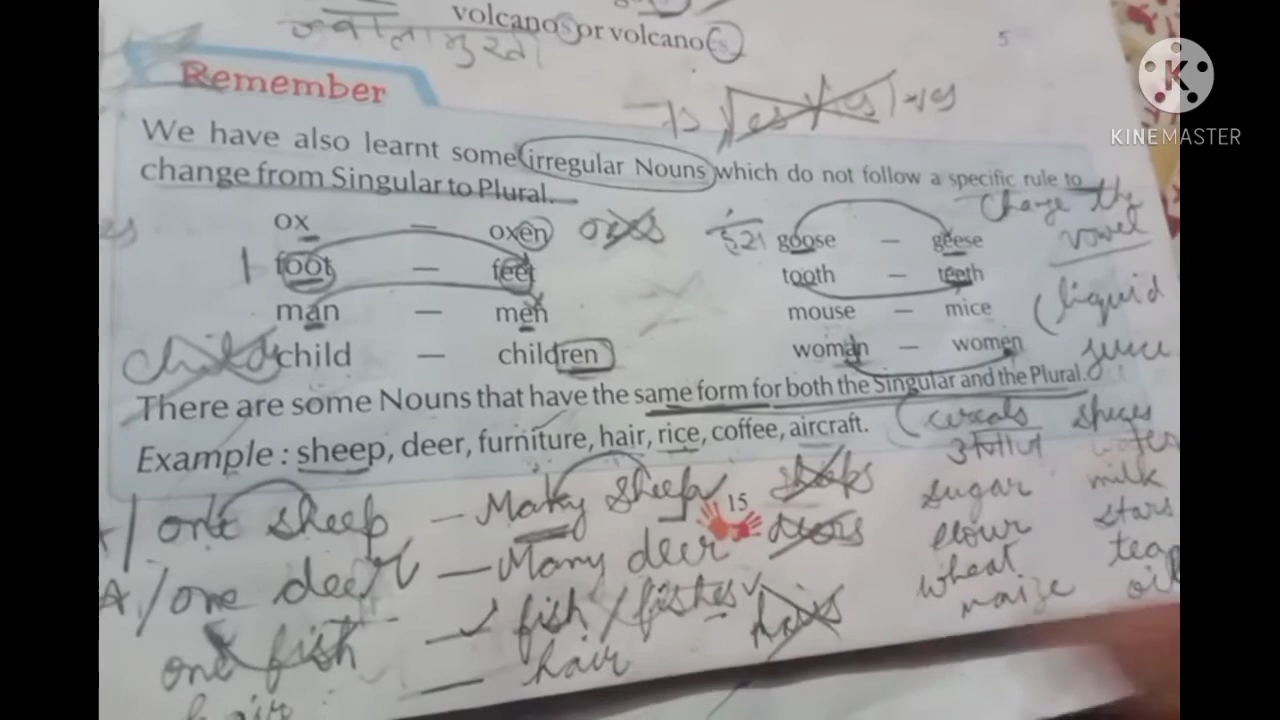 volcanos or volcanoes
ज्वालामुखी
5
KINEMASTER
Remember
We have also learnt some irregular Nouns which do not follow a specific rule to
change from Singular to Plural.
Change the
vowel
ox — oxen
goose — geese
foot — feet
tooth — teeth
man — men
mouse — mice
(liquid
child — children
woman — women
juice
There are some Nouns that have the same form for both the Singular and the Plural.
Example : sheep, deer, furniture, hair, rice, coffee, aircraft.
(cereals spices
sugar milk
flour stars
wheat tea
maize oil
15
A/ one sheep — Many sheep
A/ one deer — Many deer
one fish — fish / fishes
hair — hair